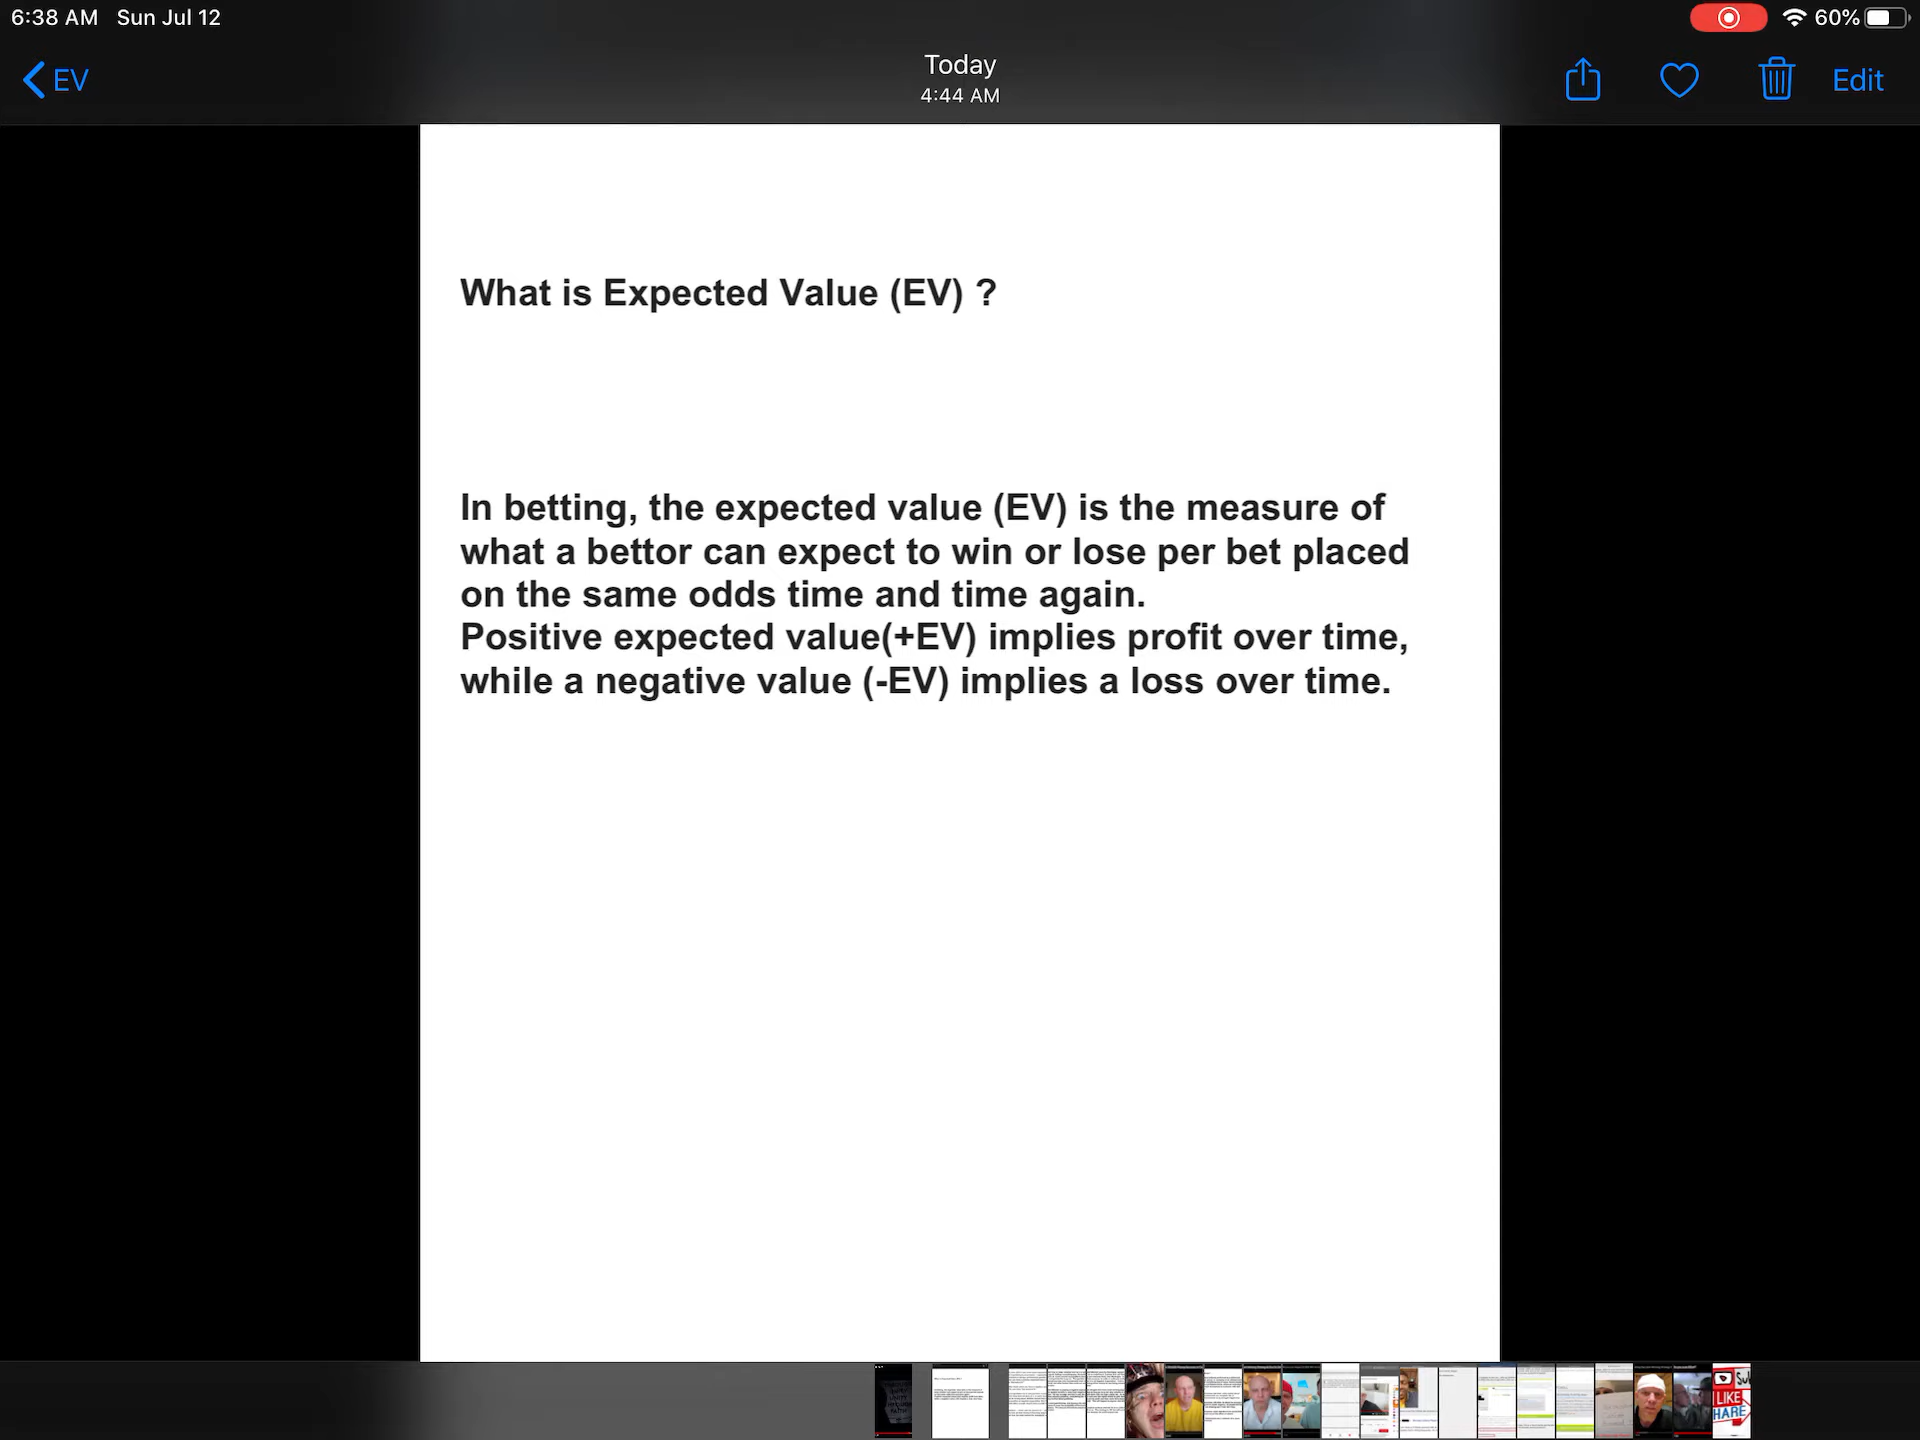 6:38 AM Sun Jul 12
60%
EV
Today
4:44 AM
Edit
What is Expected Value (EV) ?
In betting, the expected value (EV) is the measure of
what a bettor can expect to win or lose per bet placed
on the same odds time and time again.
Positive expected value(+EV) implies profit over time,
while a negative value (-EV) implies a loss over time.
LIKE